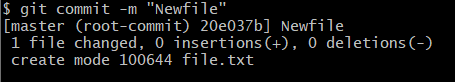 $ git commit -m "Newfile"
[master (root-commit) 20e037b] Newfile
 1 file changed, 0 insertions(+), 0 deletions(-)
 create mode 100644 file.txt